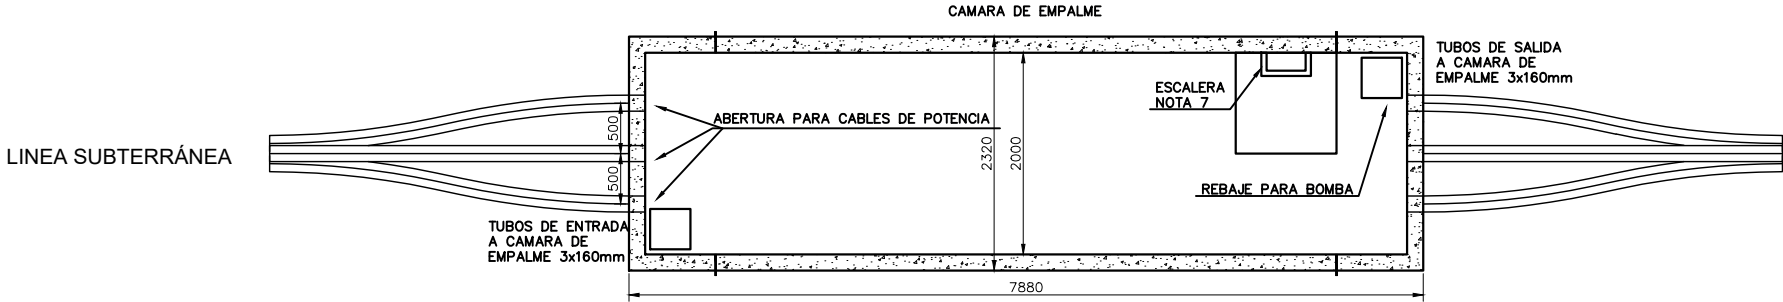 CAMARA DE EMPALME
TUBOS DE SALIDA
A CAMARA DE
EMPALME 3x160mm
ESCALERA
NOTA 7
ABERTURA PARA CABLES DE POTENCIA
500
LINEA SUBTERRÁNEA
2320
2000
500
REBAJE PARA BOMBA
TUBOS DE ENTRADA
A CAMARA DE
EMPALME 3x160mm
7880